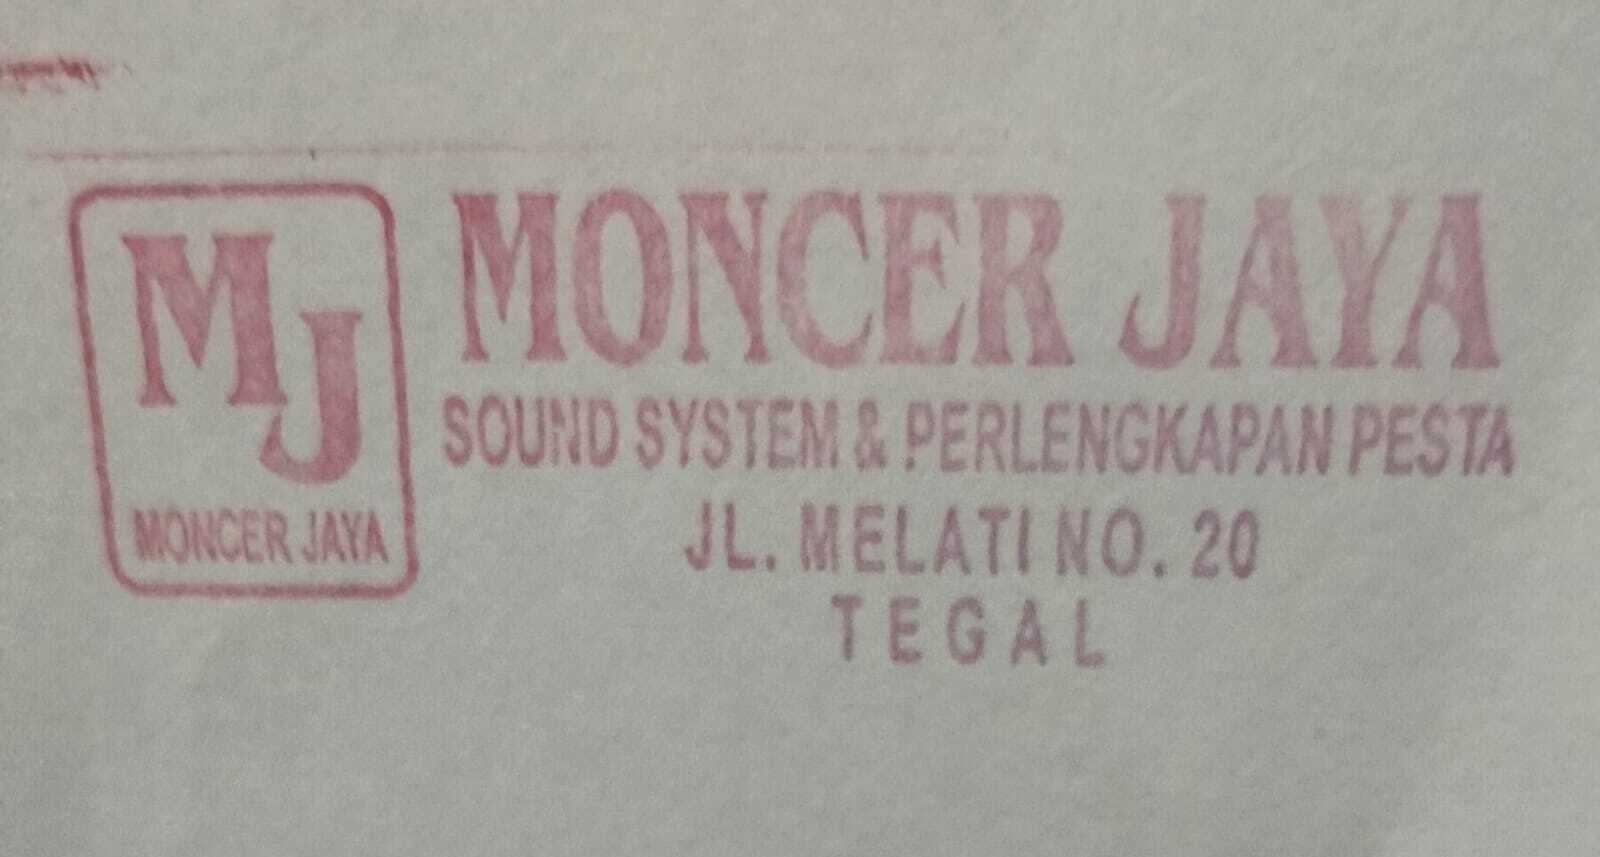 MJ
MONCER JAYA
MONCER JAYA
SOUND SYSTEM & PERLENGKAPAN PESTA
JL. MELATI NO. 20
TEGAL